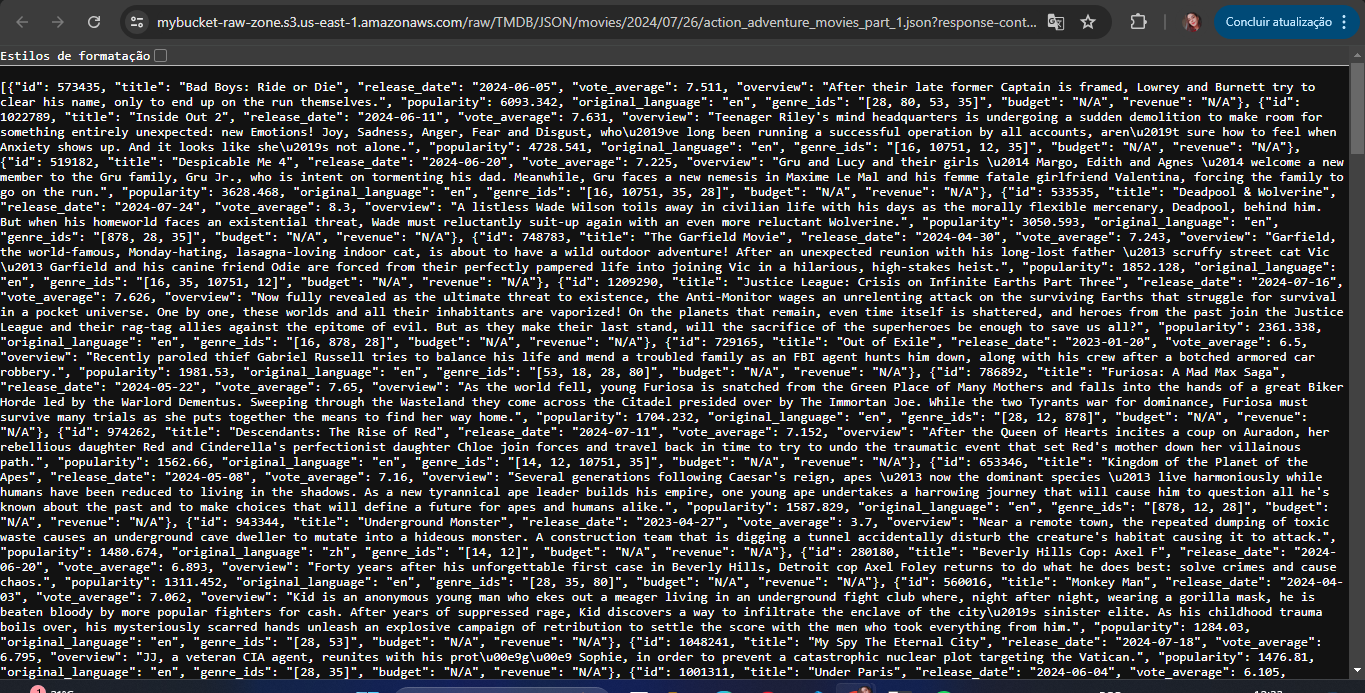 mybucket-raw-zone.s3.us-east-1.amazonaws.com/raw/TMDB/JSON/movies/2024/07/26/action_adventure_movies_part_1.json?response-cont...
Concluir atualização
Estilos de formatação
[{"id": 573435, "title": "Bad Boys: Ride or Die", "release_date": "2024-06-05", "vote_average": 7.511, "overview": "After their late former Captain is framed, Lowrey and Burnett try to
clear his name, only to end up on the run themselves.", "popularity": 6093.342, "original_language": "en", "genre_ids": "[28, 80, 53, 35]", "budget": "N/A", "revenue": "N/A"}, {"id":
1022789, "title": "Inside Out 2", "release_date": "2024-06-11", "vote_average": 7.631, "overview": "Teenager Riley's mind headquarters is undergoing a sudden demolition to make room for
something entirely unexpected: new Emotions! Joy, Sadness, Anger, Fear and Disgust, who\u2019ve long been running a successful operation by all accounts, aren\u2019t sure how to feel when
Anxiety shows up. And it looks like she\u2019s not alone.", "popularity": 4728.541, "original_language": "en", "genre_ids": "[16, 10751, 12, 35]", "budget": "N/A", "revenue": "N/A"},
{"id": 519182, "title": "Despicable Me 4", "release_date": "2024-06-20", "vote_average": 7.225, "overview": "Gru and Lucy and their girls \u2014 Margo, Edith and Agnes \u2014 welcome a new
member to the Gru family, Gru Jr., who is intent on tormenting his dad. Meanwhile, Gru faces a new nemesis in Maxime Le Mal and his femme fatale girlfriend Valentina, forcing the family to
go on the run.", "popularity": 3628.468, "original_language": "en", "genre_ids": "[16, 10751, 35, 28]", "budget": "N/A", "revenue": "N/A"}, {"id": 533535, "title": "Deadpool & Wolverine",
"release_date": "2024-07-24", "vote_average": 8.3, "overview": "A listless Wade Wilson toils away in civilian life with his days as the morally flexible mercenary, Deadpool, behind him.
But when his homeworld faces an existential threat, Wade must reluctantly suit-up again with an even more reluctant Wolverine.", "popularity": 3050.593, "original_language": "en",
"genre_ids": "[878, 28, 35]", "budget": "N/A", "revenue": "N/A"}, {"id": 748783, "title": "The Garfield Movie", "release_date": "2024-04-30", "vote_average": 7.243, "overview": "Garfield,
the world-famous, Monday-hating, lasagna-loving indoor cat, is about to have a wild outdoor adventure! After an unexpected reunion with his long-lost father \u2013 scruffy street cat Vic
\u2013 Garfield and his canine friend Odie are forced from their perfectly pampered life into joining Vic in a hilarious, high-stakes heist.", "popularity": 1852.128, "original_language":
"en", "genre_ids": "[16, 35, 10751, 12]", "budget": "N/A", "revenue": "N/A"}, {"id": 1209290, "title": "Justice League: Crisis on Infinite Earths Part Three", "release_date": "2024-07-16",
"vote_average": 7.626, "overview": "Now fully revealed as the ultimate threat to existence, the Anti-Monitor wages an unrelenting attack on the surviving Earths that struggle for survival
in a pocket universe. One by one, these worlds and all their inhabitants are vaporized! On the planets that remain, even time itself is shattered, and heroes from the past join the Justice
League and their rag-tag allies against the epitome of evil. But as they make their last stand, will the sacrifice of the superheroes be enough to save us all?", "popularity": 2361.338,
"original_language": "en", "genre_ids": "[16, 878, 28]", "budget": "N/A", "revenue": "N/A"}, {"id": 729165, "title": "Out of Exile", "release_date": "2023-01-20", "vote_average": 6.5,
"overview": "Recently paroled thief Gabriel Russell tries to balance his life and mend a troubled family as an FBI agent hunts him down, along with his crew after a botched armored car
robbery.", "popularity": 1981.53, "original_language": "en", "genre_ids": "[53, 18, 28, 80]", "budget": "N/A", "revenue": "N/A"}, {"id": 786892, "title": "Furiosa: A Mad Max Saga",
"release_date": "2024-05-22", "vote_average": 7.65, "overview": "As the world fell, young Furiosa is snatched from the Green Place of Many Mothers and falls into the hands of a great Biker
Horde led by the Warlord Dementus. Sweeping through the Wasteland they come across the Citadel presided over by The Immortan Joe. While the two Tyrants war for dominance, Furiosa must
survive many trials as she puts together the means to find her way home.", "popularity": 1704.232, "original_language": "en", "genre_ids": "[28, 12, 878]", "budget": "N/A", "revenue":
"N/A"}, {"id": 974262, "title": "Descendants: The Rise of Red", "release_date": "2024-07-11", "vote_average": 7.152, "overview": "After the Queen of Hearts incites a coup on Auradon, her
rebellious daughter Red and Cinderella's perfectionist daughter Chloe join forces and travel back in time to try to undo the traumatic event that set Red's mother down her villainous
path.", "popularity": 1562.66, "original_language": "en", "genre_ids": "[14, 12, 10751, 35]", "budget": "N/A", "revenue": "N/A"}, {"id": 653346, "title": "Kingdom of the Planet of the
Apes", "release_date": "2024-05-08", "vote_average": 7.16, "overview": "Several generations following Caesar's reign, apes \u2013 now the dominant species \u2013 live harmoniously while
humans have been reduced to living in the shadows. As a new tyrannical ape leader builds his empire, one young ape undertakes a harrowing journey that will cause him to question all he's
known about the past and to make choices that will define a future for apes and humans alike.", "popularity": 1587.829, "original_language": "en", "genre_ids": "[878, 12, 28]", "budget":
"N/A", "revenue": "N/A"}, {"id": 943344, "title": "Underground Monster", "release_date": "2023-04-27", "vote_average": 3.7, "overview": "Near a remote town, the repeated dumping of toxic
waste causes an underground cave dweller to mutate into a hideous monster. A construction team that is digging a tunnel accidentally disturb the creature's habitat causing it to attack.",
"popularity": 1480.674, "original_language": "zh", "genre_ids": "[14, 12]", "budget": "N/A", "revenue": "N/A"}, {"id": 280180, "title": "Beverly Hills Cop: Axel F", "release_date": "2024-
06-20", "vote_average": 6.893, "overview": "Forty years after his unforgettable first case in Beverly Hills, Detroit cop Axel Foley returns to do what he does best: solve crimes and cause
chaos.", "popularity": 1311.452, "original_language": "en", "genre_ids": "[28, 35, 80]", "budget": "N/A", "revenue": "N/A"}, {"id": 560016, "title": "Monkey Man", "release_date": "2024-04-
03", "vote_average": 7.062, "overview": "Kid is an anonymous young man who ekes out a meager living in an underground fight club where, night after night, wearing a gorilla mask, he is
beaten bloody by more popular fighters for cash. After years of suppressed rage, Kid discovers a way to infiltrate the enclave of the city\u2019s sinister elite. As his childhood trauma
boils over, his mysteriously scarred hands unleash an explosive campaign of retribution to settle the score with the men who took everything from him.", "popularity": 1284.03,
"original_language": "en", "genre_ids": "[28, 53]", "budget": "N/A", "revenue": "N/A"}, {"id": 1048241, "title": "My Spy The Eternal City", "release_date": "2024-07-18", "vote_average":
6.795, "overview": "JJ, a veteran CIA agent, reunites with his prot\u00e9g\u00e9 Sophie, in order to prevent a catastrophic nuclear plot targeting the Vatican.", "popularity": 1476.81,
"original_language": "en", "genre_ids": "[28, 35]", "budget": "N/A", "revenue": "N/A"}, {"id": 1001311, "title": "Under Paris", "release_date": "2024-06-04", "vote_average": 6.105,